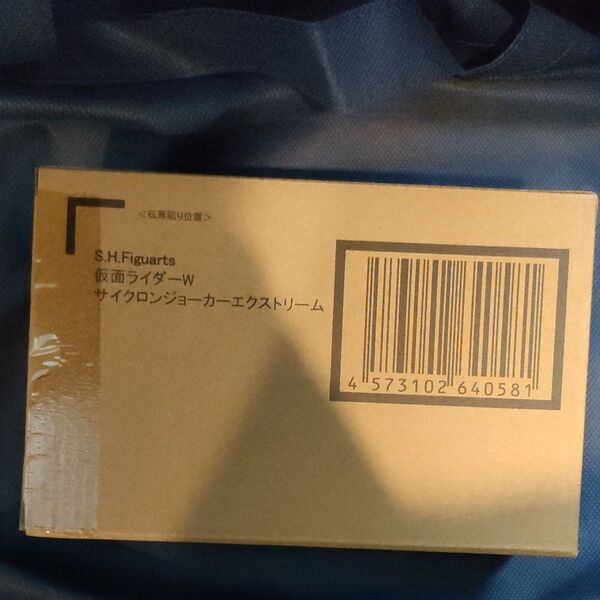 <伝票貼り位置>
S.H.Figuarts
仮面ライダーW
サイクロンジョーカーエクストリーム
4 573102 640581